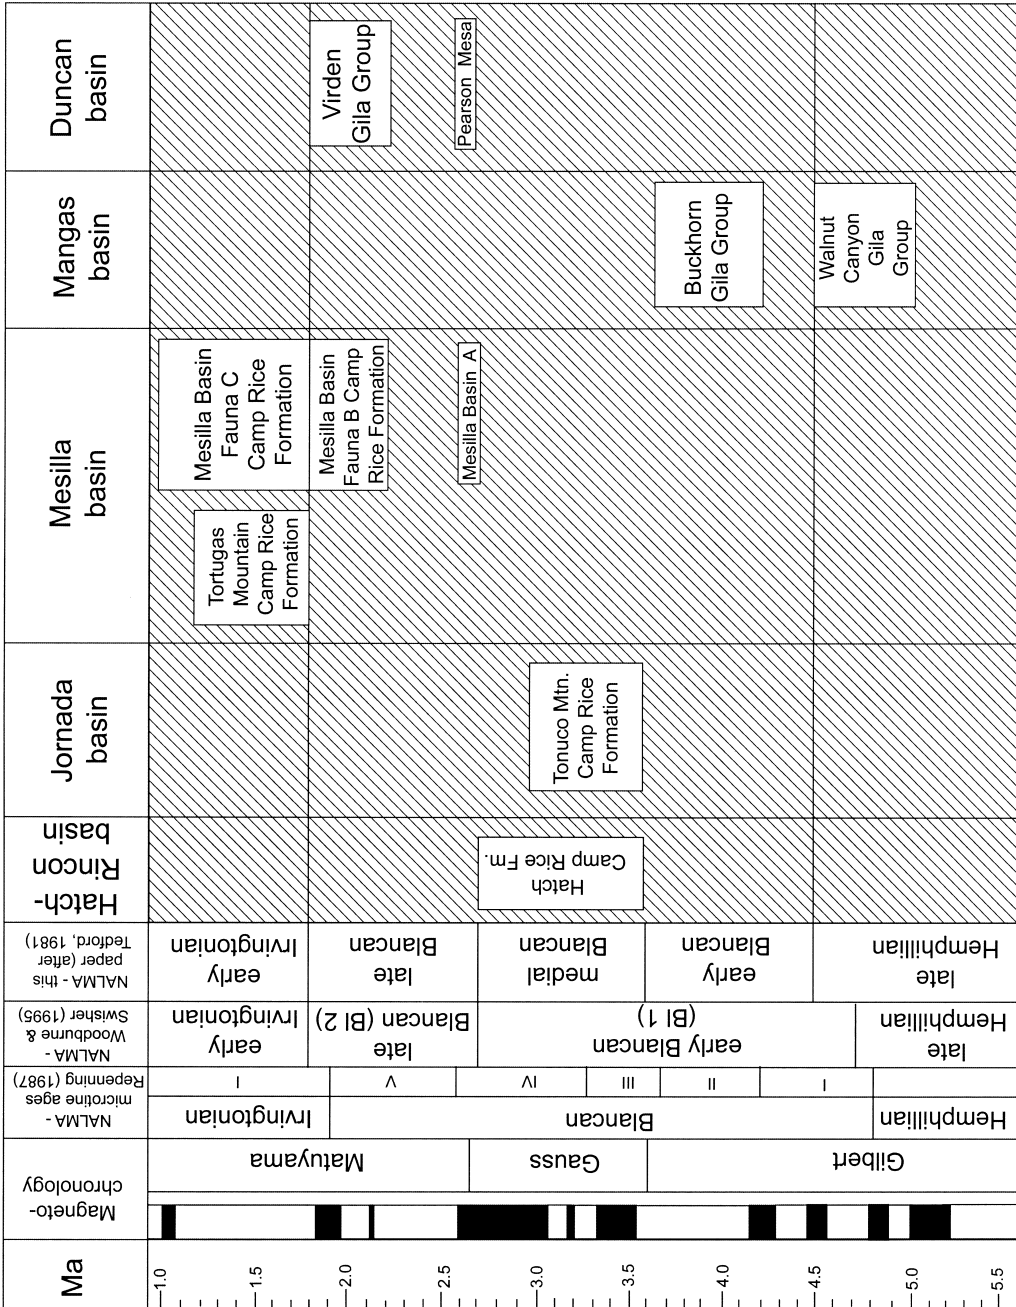 Duncan
basin
Virden
Gila Group
Pearson Mesa
Mangas
basin
Buckhorn
Gila Group
Walnut
Canyon
Gila
Group
Mesilla
basin
Mesilla Basin
Fauna C
Camp Rice
Formation
Mesilla Basin
Fauna B Camp
Rice Formation
Mesilla Basin A
Tortugas
Mountain
Camp Rice
Formation
Jornada
basin
Tonuco Mtn.
Camp Rice
Formation
Hatch-
Rincon
basin
Hatch
Camp Rice Fm.
NALMA - this
paper (after
Tedford, 1981)
early
Irvingtonian
late
Blancan
medial
Blancan
early
Blancan
late
Hemphillian
NALMA -
Woodburne &
Swisher (1995)
early
Irvingtonian
late
Blancan (Bl 2)
early Blancan
(Bl 1)
late
Hemphillian
NALMA -
microtine ages
Repenning (1987)
I
V
IV
III
II
I
Irvingtonian
Blancan
Hemphillian
Magneto-
chronology
Matuyama
Gauss
Gilbert
Ma
1.0
1.5
2.0
2.5
3.0
3.5
4.0
4.5
5.0
5.5